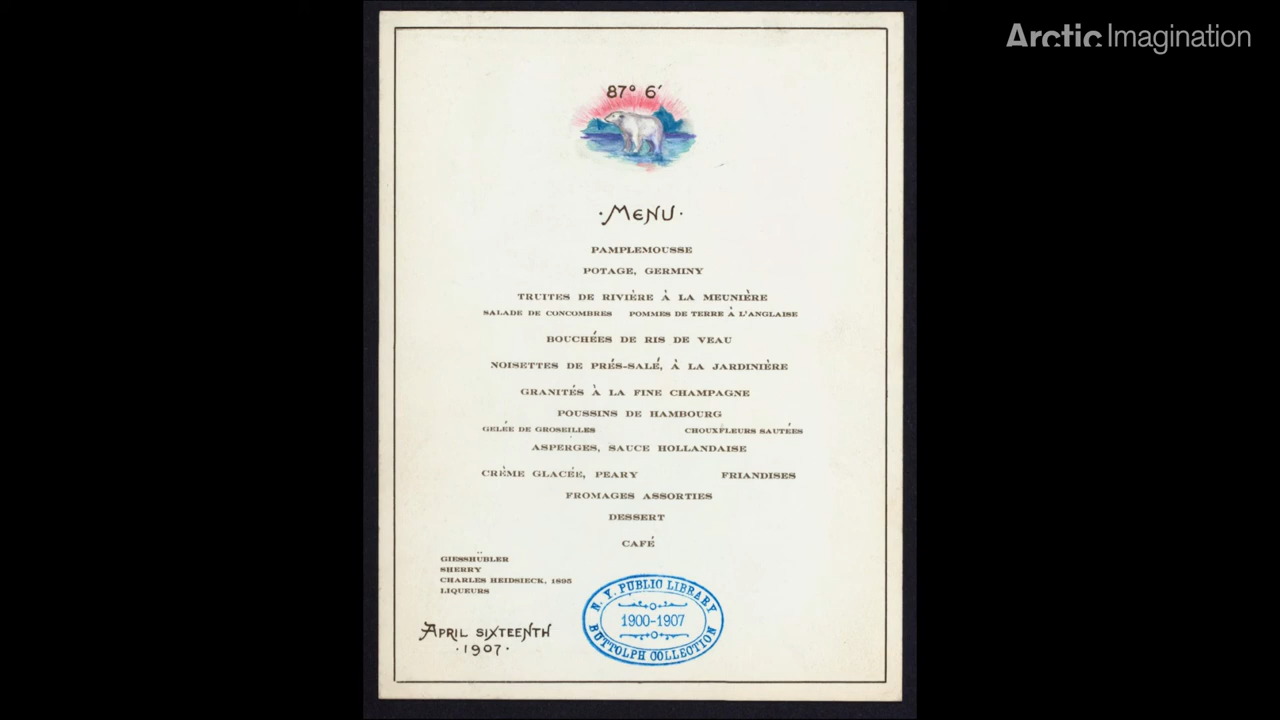 Arctic Imagination
87° 6′
·MENU·
PAMPLEMOUSSE
POTAGE, GERMINY
TRUITES DE RIVIÈRE À LA MEUNIÈRE
SALADE DE CONCOMBRES POMMES DE TERRE À L'ANGLAISE
BOUCHÉES DE RIS DE VEAU
NOISETTES DE PRÉS-SALÉ, À LA JARDINIÈRE
GRANITÉS À LA FINE CHAMPAGNE
POUSSINS DE HAMBOURG
GELÉE DE GROSEILLES CHOUXFLEURS SAUTÉES
ASPERGES, SAUCE HOLLANDAISE
CRÈME GLACÉE, PEARY FRIANDISES
FROMAGES ASSORTIES
DESSERT
CAFÉ
GIESSHÜBLER
SHERRY
CHARLES HEIDSIECK, 1895
LIQUEURS
APRIL SIXTEENTH
·1907·
N. Y. PUBLIC LIBRARY
1900-1907
BUTTOLPH COLLECTION